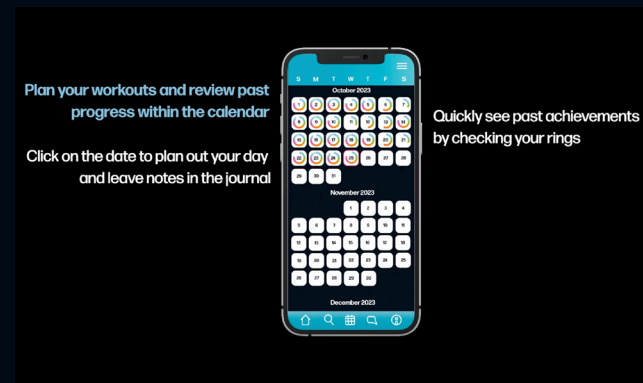 Plan your workouts and review past
progress within the calendar
Click on the date to plan out your day
and leave notes in the journal
S M T W T F S
October 2023
1 2 3 4 5 6 7
8 9 10 11 12 13 14
15 16 17 18 19 20 21
22 23 24 25 26 27 28
29 30 31
November 2023
1 2 3 4
5 6 7 8 9 10 11
12 13 14 15 16 17 18
19 20 21 22 23 24 25
26 27 28 29 30
December 2023
Quickly see past achievements
by checking your rings